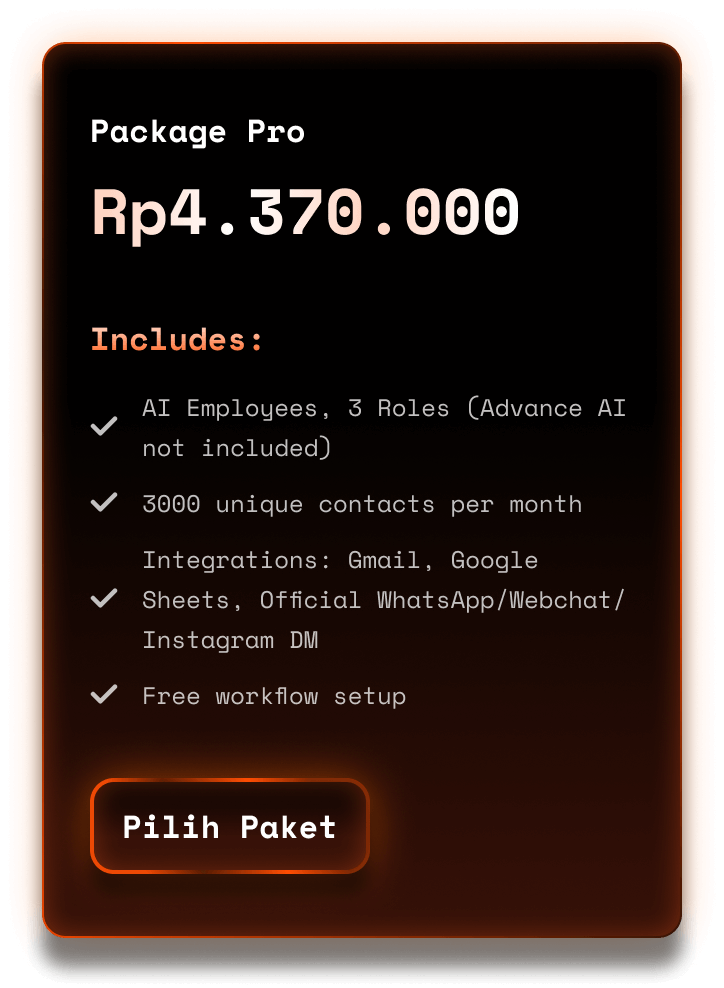 Package Pro
Rp4.370.000
Includes:
AI Employees, 3 Roles (Advance AI
not included)
3000 unique contacts per month
Integrations: Gmail, Google
Sheets, Official WhatsApp/Webchat/
Instagram DM
Free workflow setup
Pilih Paket